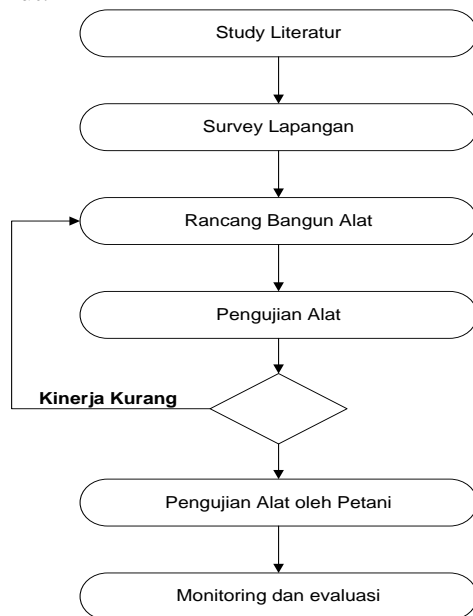 Study Literatur
Survey Lapangan
Rancang Bangun Alat
Pengujian Alat
Kinerja Kurang
Pengujian Alat oleh Petani
Monitoring dan evaluasi